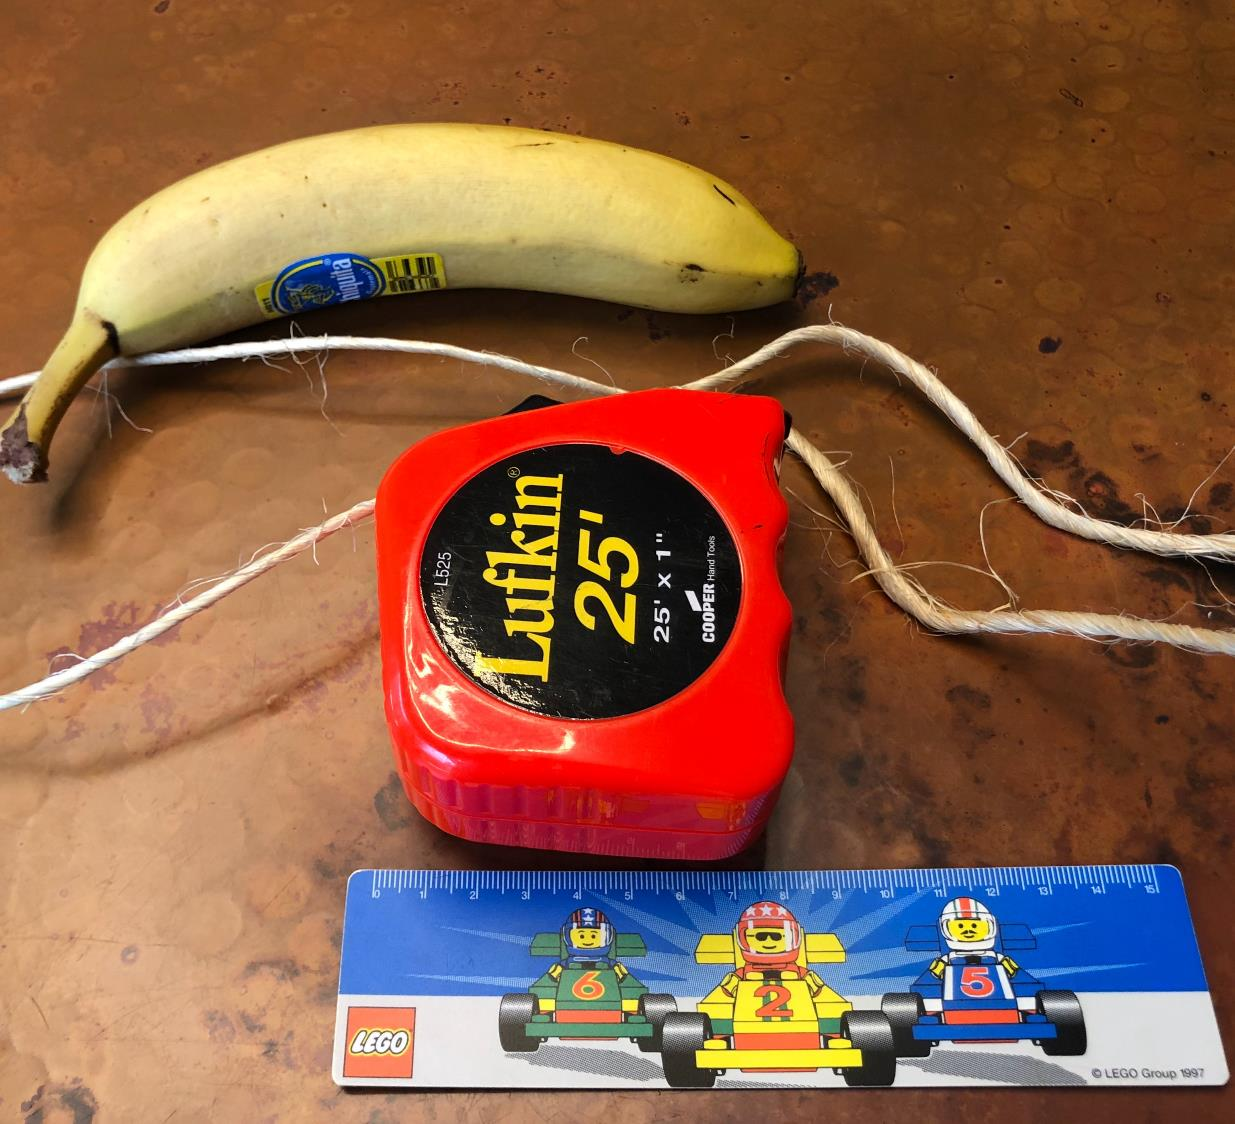 Chiquita
L525
Lufkin®
25'
25' x 1"
COOPER Hand Tools
0 1 2 3 4 5 6 7 8 9 10 11 12 13 14 15
6
2
5
LEGO
© LEGO Group 1997